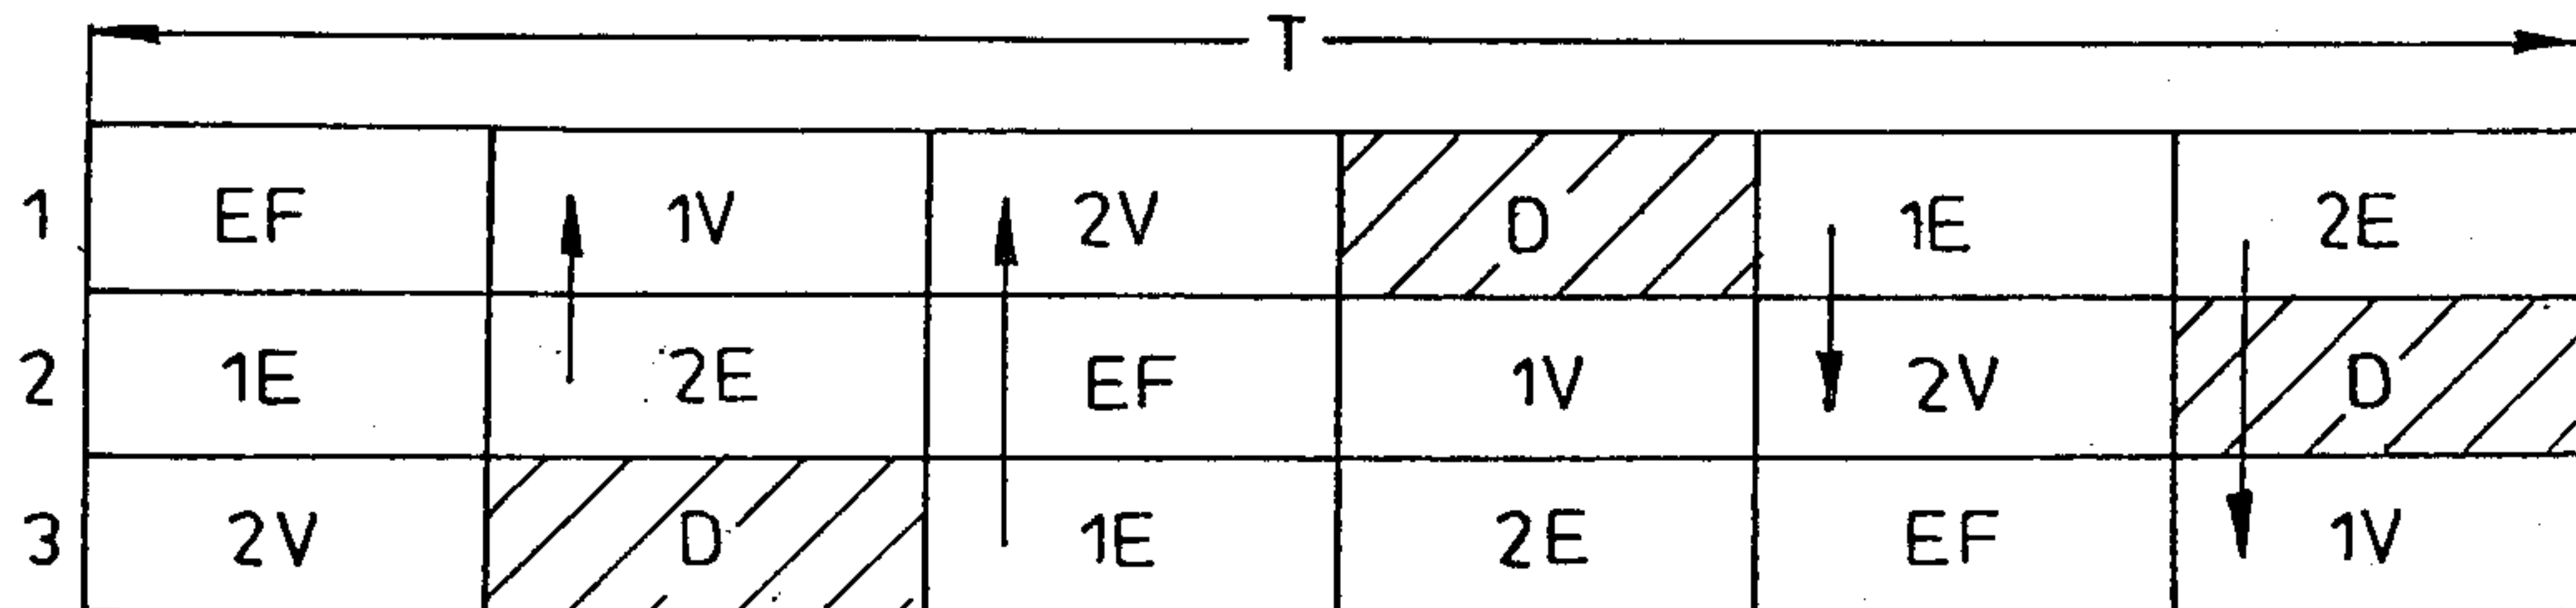 T
1 EF 1V 2V D 1E 2E
2 1E 2E EF 1V 2V D
3 2V D 1E 2E EF 1V